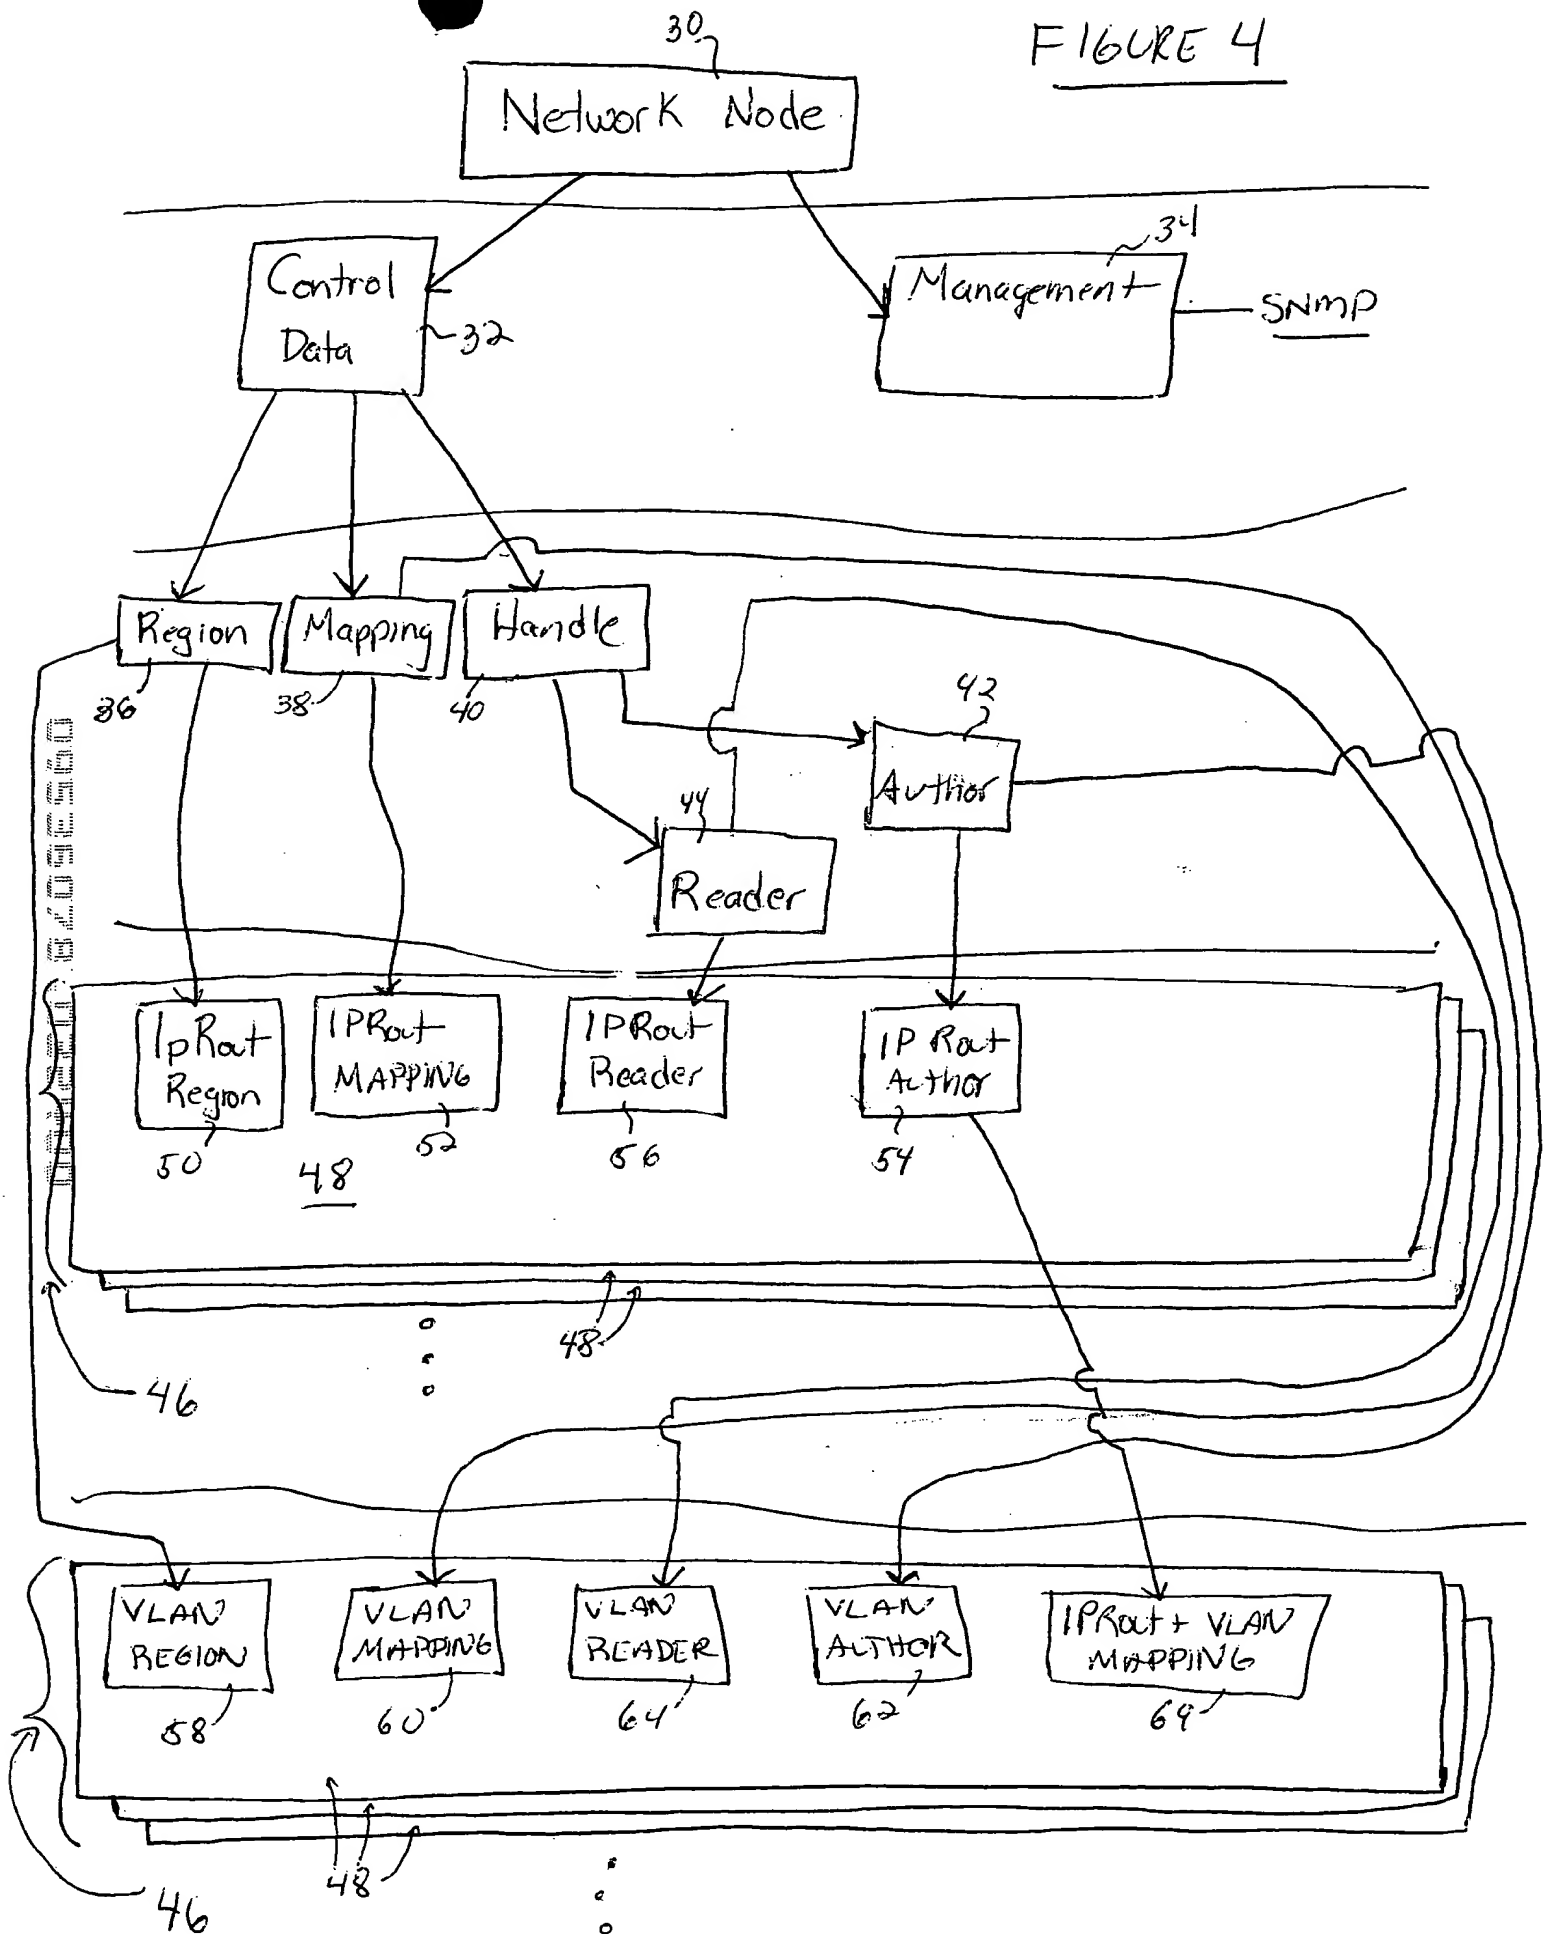 FIGURE 4
30
Network Node
34
Control
Data
32
Management
SNMP
Region
Mapping
Handle
36
38
40
42
Author
44
Reader
IpRout
Region
IPRout
MAPPING
IPRout
Reader
IP Rout
Author
50
52
56
54
48
48
46
VLAN
REGION
VLAN
MAPPING
VLAN
READER
VLAN
AUTHOR
IPRout + VLAN
MAPPING
58
60
64
62
69
48
46